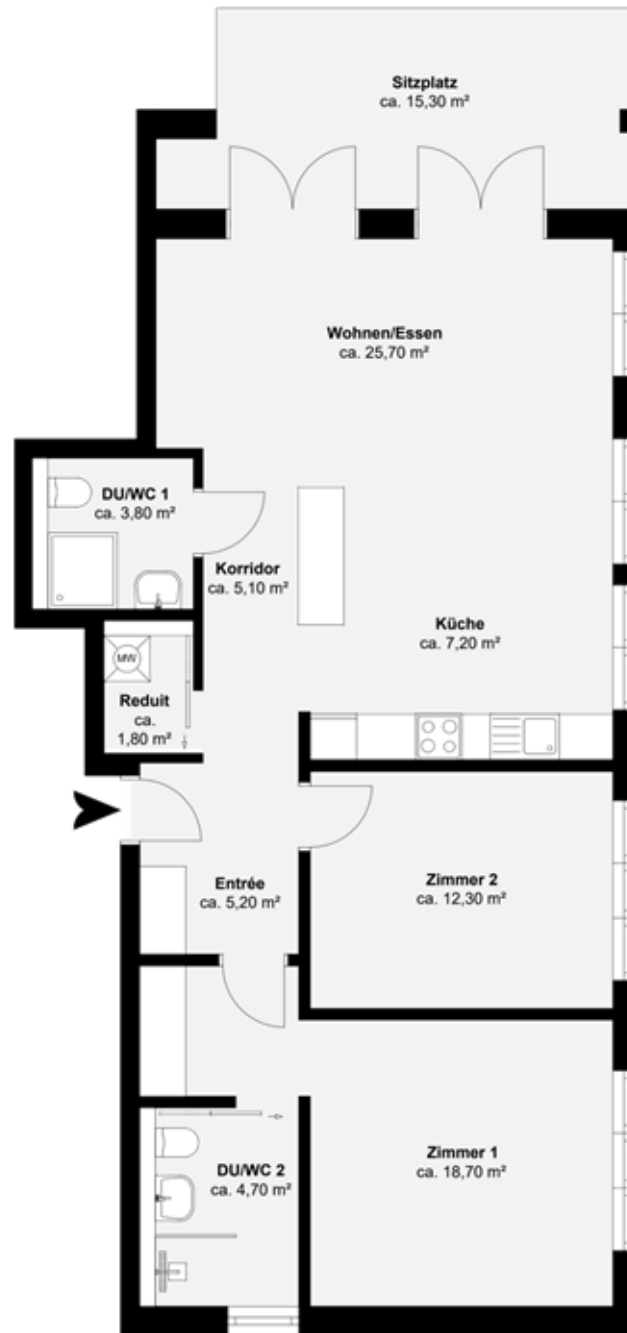 Sitzplatz
ca. 15,30 m²
Wohnen/Essen
ca. 25,70 m²
DU/WC 1
ca. 3,80 m²
Korridor
ca. 5,10 m²
Küche
ca. 7,20 m²
MW
Reduit
ca.
1,80 m²
Entrée
ca. 5,20 m²
Zimmer 2
ca. 12,30 m²
DU/WC 2
ca. 4,70 m²
Zimmer 1
ca. 18,70 m²